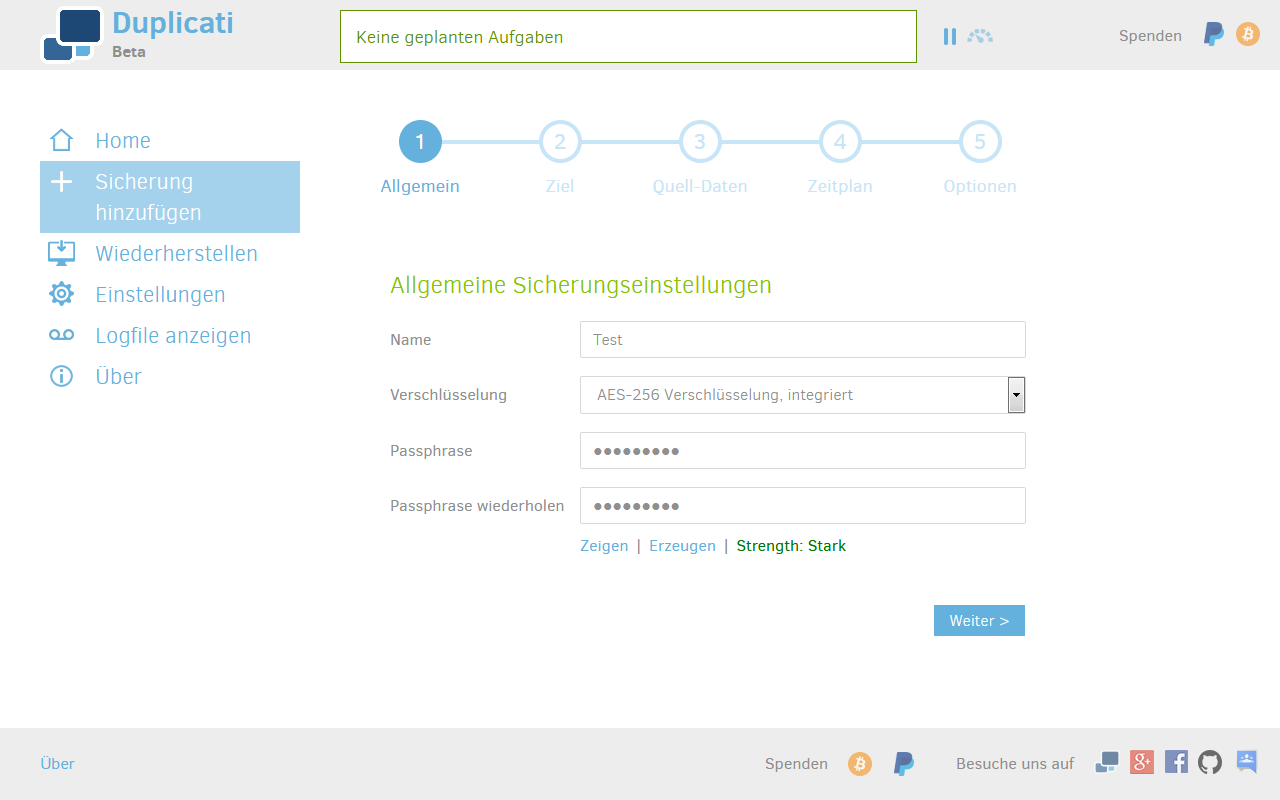 Duplicati
Beta
Keine geplanten Aufgaben
Spenden
Home
Sicherung
hinzufügen
Wiederherstellen
Einstellungen
Logfile anzeigen
Über
1 2 3 4 5
Allgemein Ziel Quell-Daten Zeitplan Optionen
Allgemeine Sicherungseinstellungen
Name Test
Verschlüsselung AES-256 Verschlüsselung, integriert
Passphrase •••••••••
Passphrase wiederholen •••••••••
Zeigen | Erzeugen | Strength: Stark
Weiter >
Über Spenden Besuche uns auf